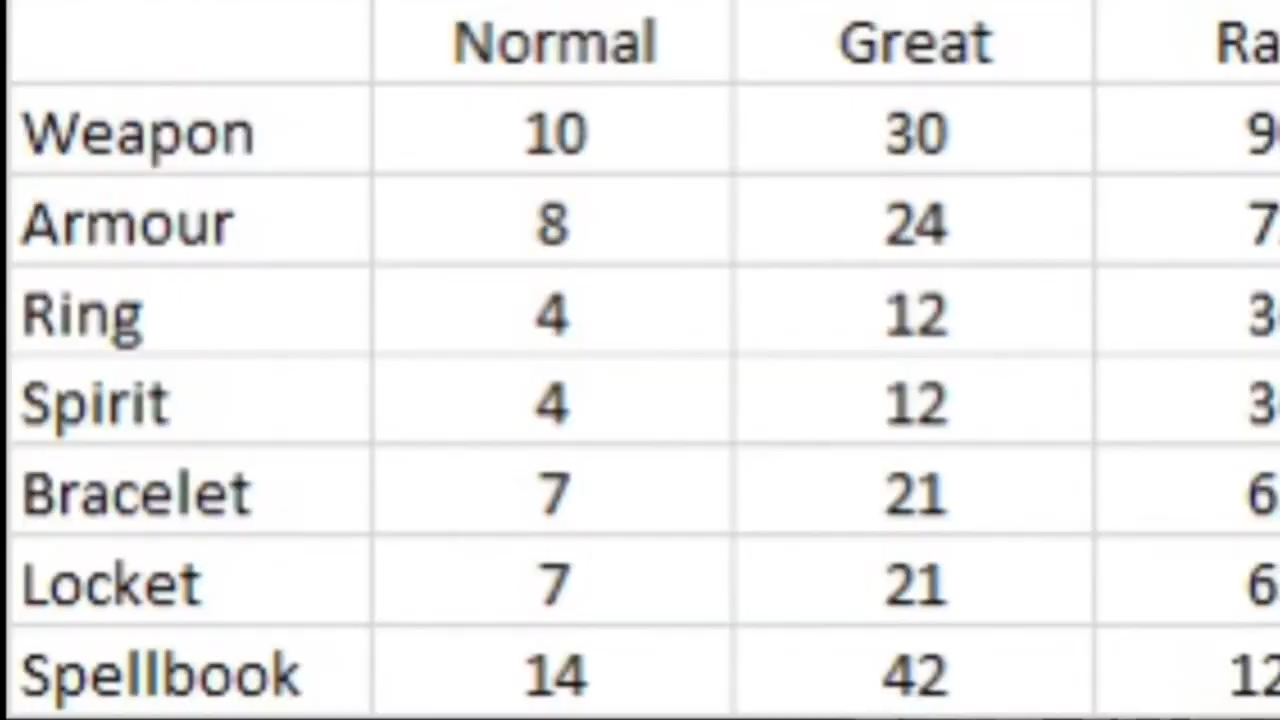 Normal Great
Weapon 10 30
Armour 8 24
Ring 4 12
Spirit 4 12
Bracelet 7 21
Locket 7 21
Spellbook 14 42